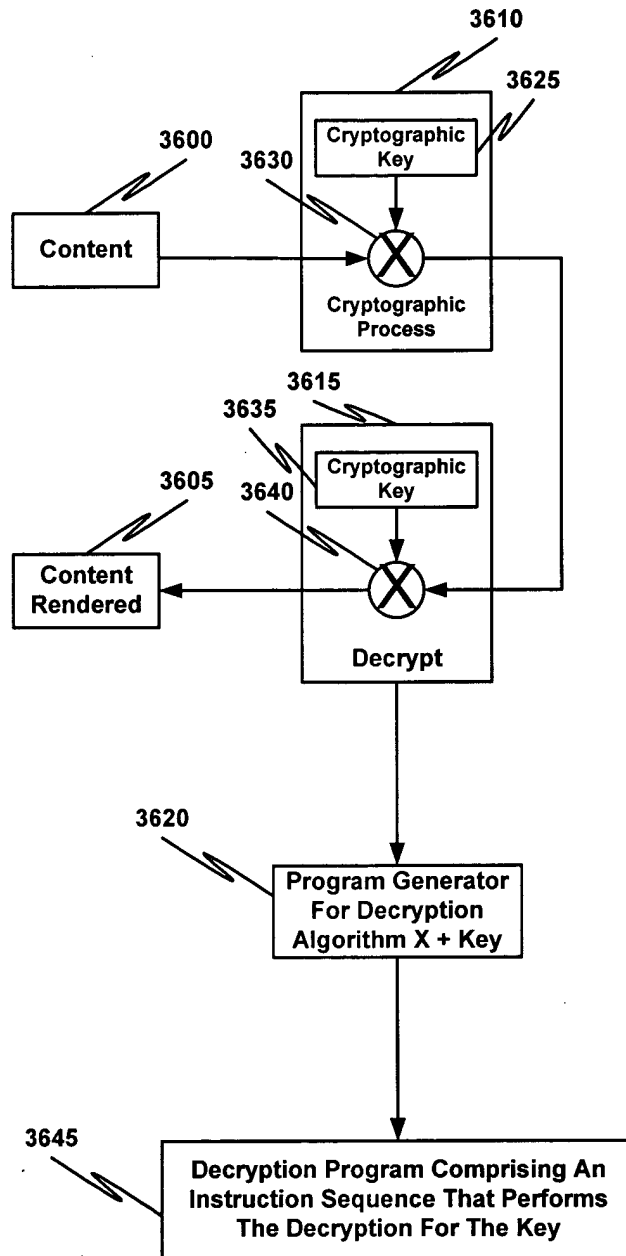 3610
3625
Cryptographic
Key
3600
3630
Content
X
Cryptographic
Process
3615
3635
Cryptographic
Key
3605
3640
Content
Rendered
X
Decrypt
3620
Program Generator
For Decryption
Algorithm X + Key
3645
Decryption Program Comprising An
Instruction Sequence That Performs
The Decryption For The Key